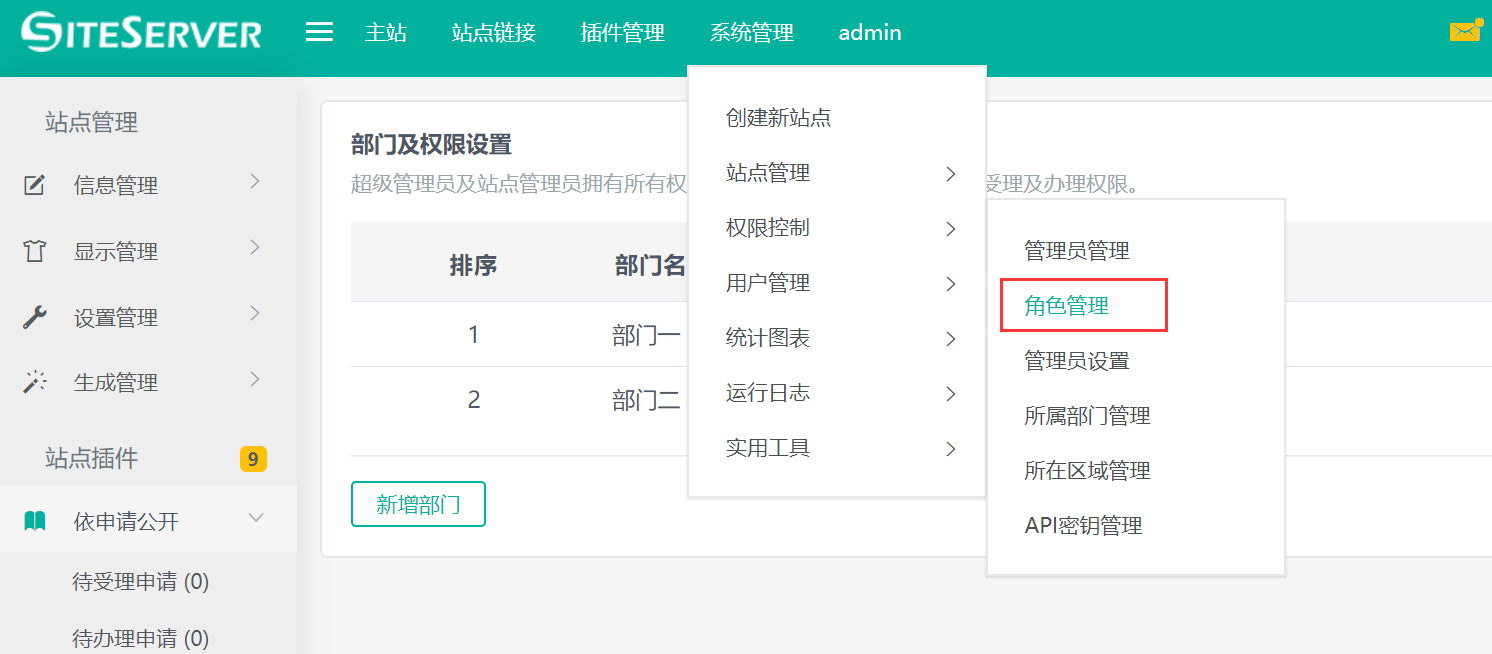 SITESERVER
主站
站点链接
插件管理
系统管理
admin
站点管理
信息管理
显示管理
设置管理
生成管理
站点插件
9
依申请公开
待受理申请 (0)
待办理申请 (0)
部门及权限设置
超级管理员及站点管理员拥有所有权
受理及办理权限。
排序
部门名
1
部门一
2
部门二
新增部门
创建新站点
站点管理
权限控制
用户管理
统计图表
运行日志
实用工具
管理员管理
角色管理
管理员设置
所属部门管理
所在区域管理
API密钥管理